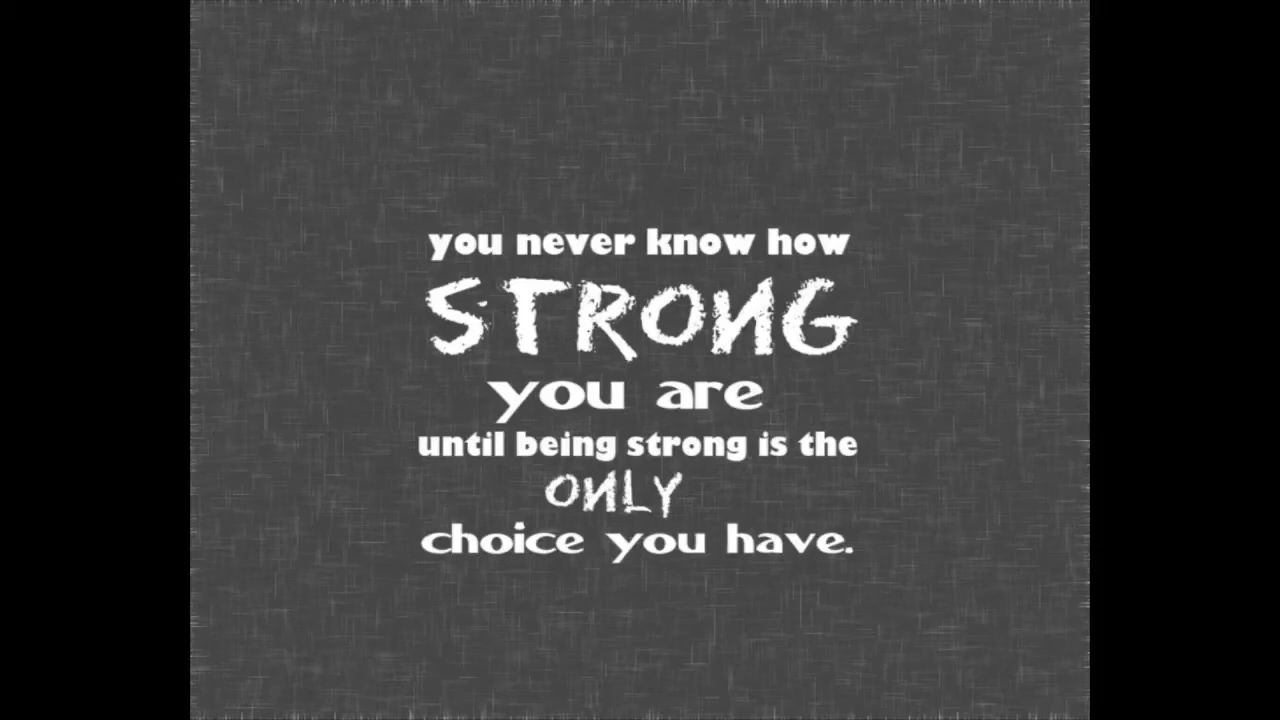 you never know how
STRONG
you are
until being strong is the
ONLY
choice you have.